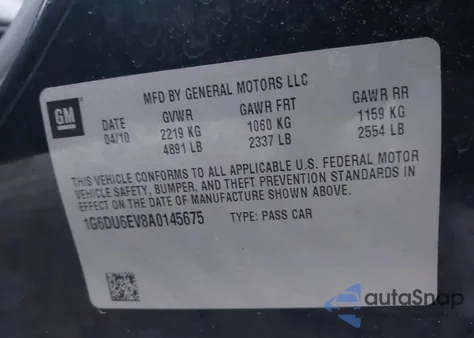 MFD BY GENERAL MOTORS LLC
GM DATE GVWR GAWR FRT GAWR RR
04/10 2219 KG 1060 KG 1159 KG
4891 LB 2337 LB 2554 LB
THIS VEHICLE CONFORMS TO ALL APPLICABLE U.S. FEDERAL MOTOR
VEHICLE SAFETY, BUMPER, AND THEFT PREVENTION STANDARDS IN
EFFECT ON THE DATE OF MANUFACTURE SHOWN ABOVE.
1G6DU6EV8A0145675 TYPE: PASS CAR
autoSnap